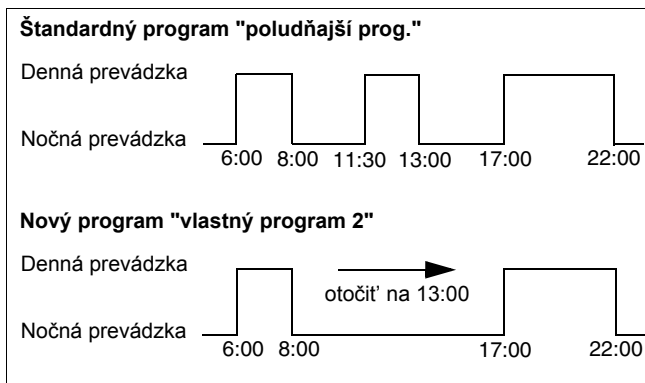 Štandardný program "poludňajší prog."
Denná prevádzka
Nočná prevádzka
6:00 8:00 11:30 13:00 17:00 22:00
Nový program "vlastný program 2"
Denná prevádzka
otočiť na 13:00
Nočná prevádzka
6:00 8:00 17:00 22:00